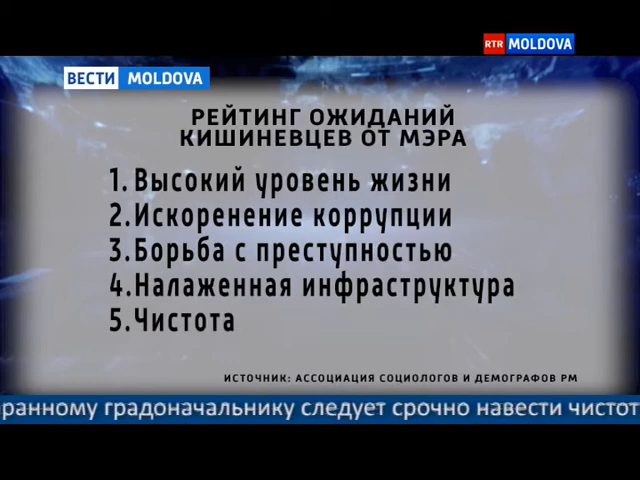 RTR MOLDOVA
ВЕСТИ MOLDOVA
РЕЙТИНГ ОЖИДАНИЙ
КИШИНЕВЦЕВ ОТ МЭРА
1. Высокий уровень жизни
2. Искоренение коррупции
3. Борьба с преступностью
4. Налаженная инфраструктура
5. Чистота
ИСТОЧНИК: АССОЦИАЦИЯ СОЦИОЛОГОВ И ДЕМОГРАФОВ РМ
ранному градоначальнику следует срочно навести чистот